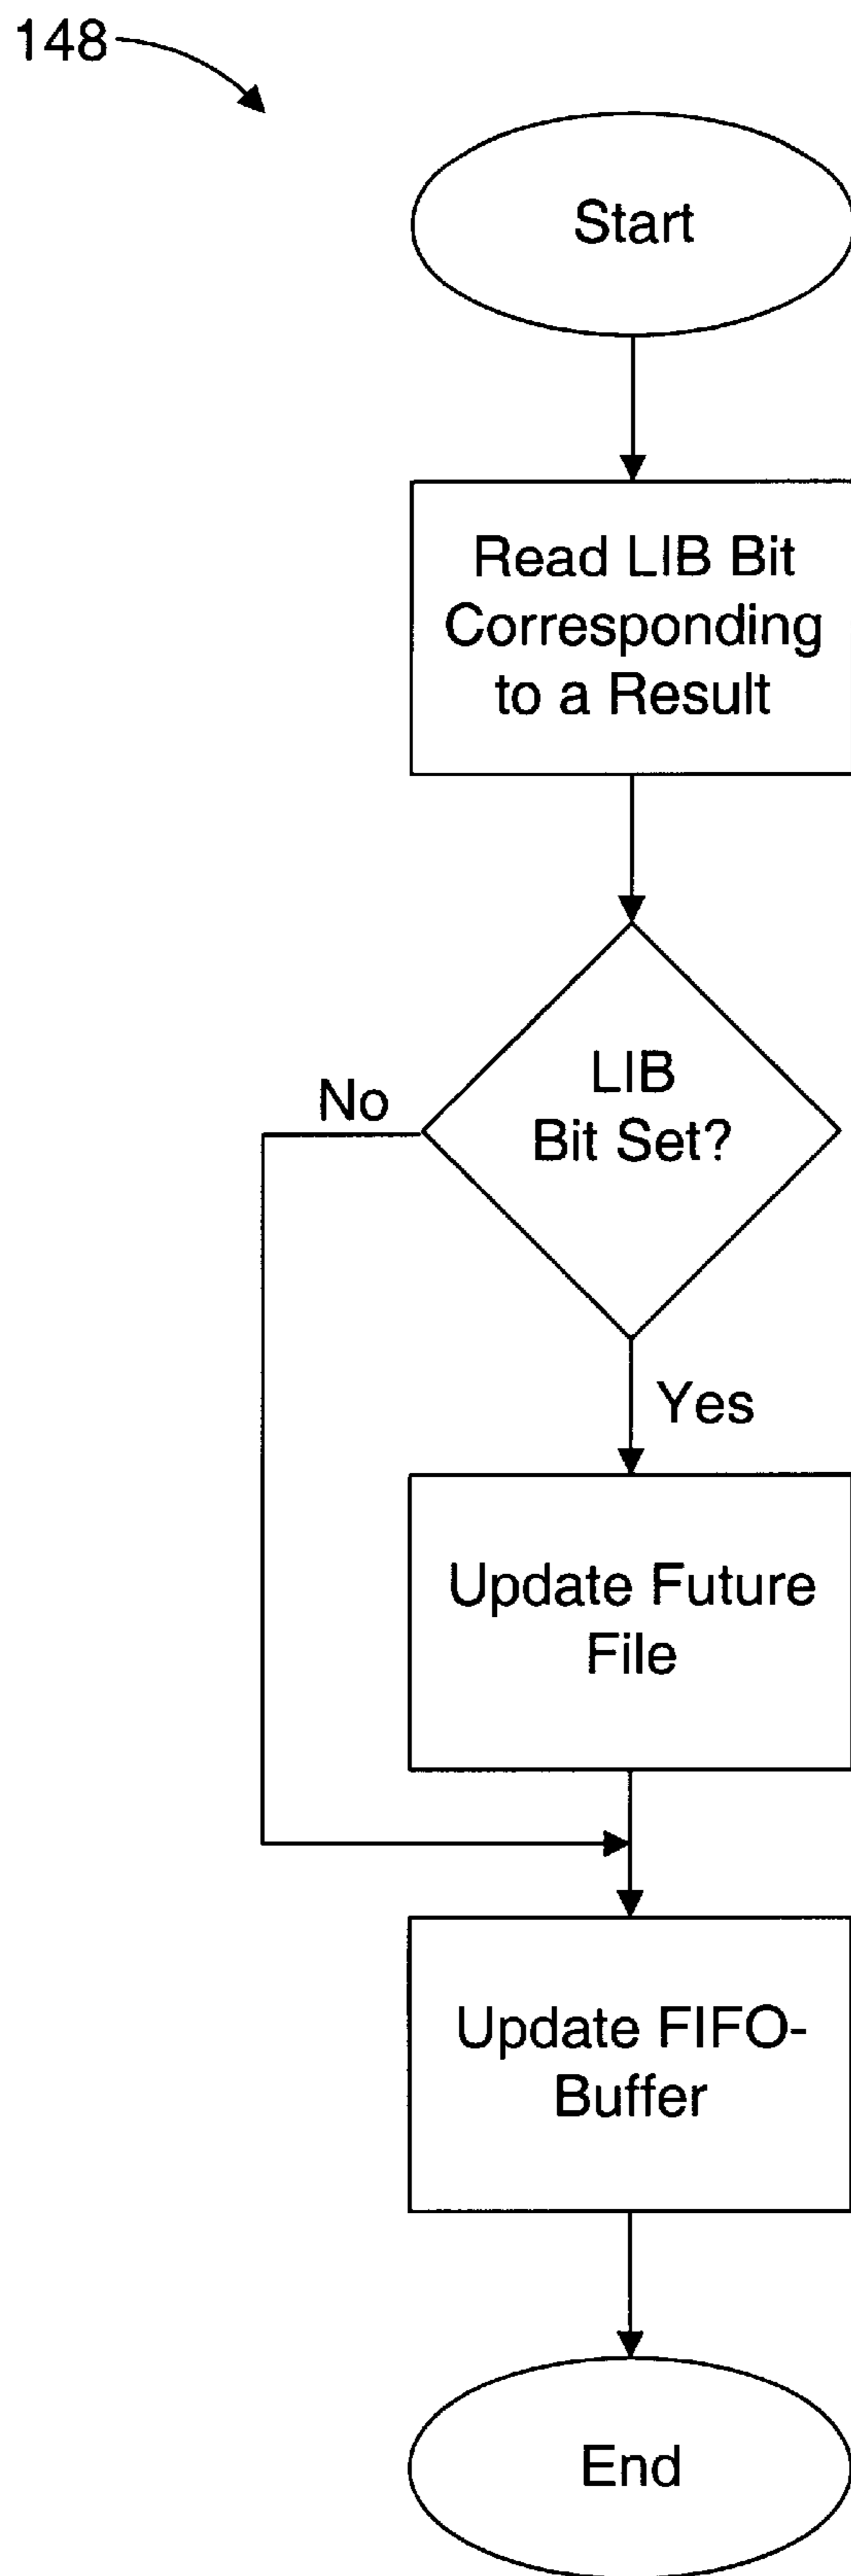 148
Start
Read LIB Bit
Corresponding
to a Result
LIB
Bit Set?
No
Yes
Update Future
File
Update FIFO-
Buffer
End